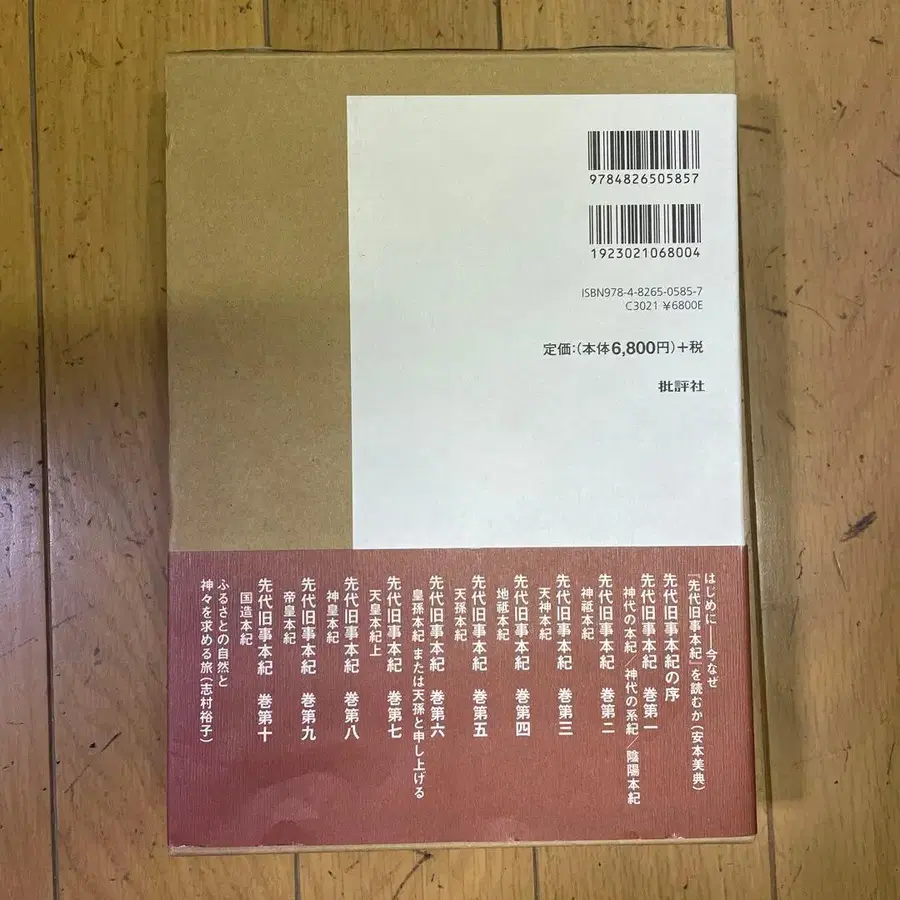 9784826505857
1923021068004
ISBN978-4-8265-0585-7
C3021 ¥6800E
定価:(本体6,800円)+税
批評社
はじめに――今なぜ
『先代旧事本紀』を読むか(安本美典)
先代旧事本紀の序
先代旧事本紀 巻第一
神代の本紀/神代の系紀/陰陽本紀
先代旧事本紀 巻第二
神祇本紀
先代旧事本紀 巻第三
天神本紀
先代旧事本紀 巻第四
地祇本紀
先代旧事本紀 巻第五
天孫本紀
先代旧事本紀 巻第六
皇孫本紀 または天孫と申し上げる
先代旧事本紀 巻第七
天皇本紀上
先代旧事本紀 巻第八
神皇本紀
先代旧事本紀 巻第九
帝皇本紀
先代旧事本紀 巻第十
国造本紀
ふるさとの自然と
神々を求める旅(志村裕子)